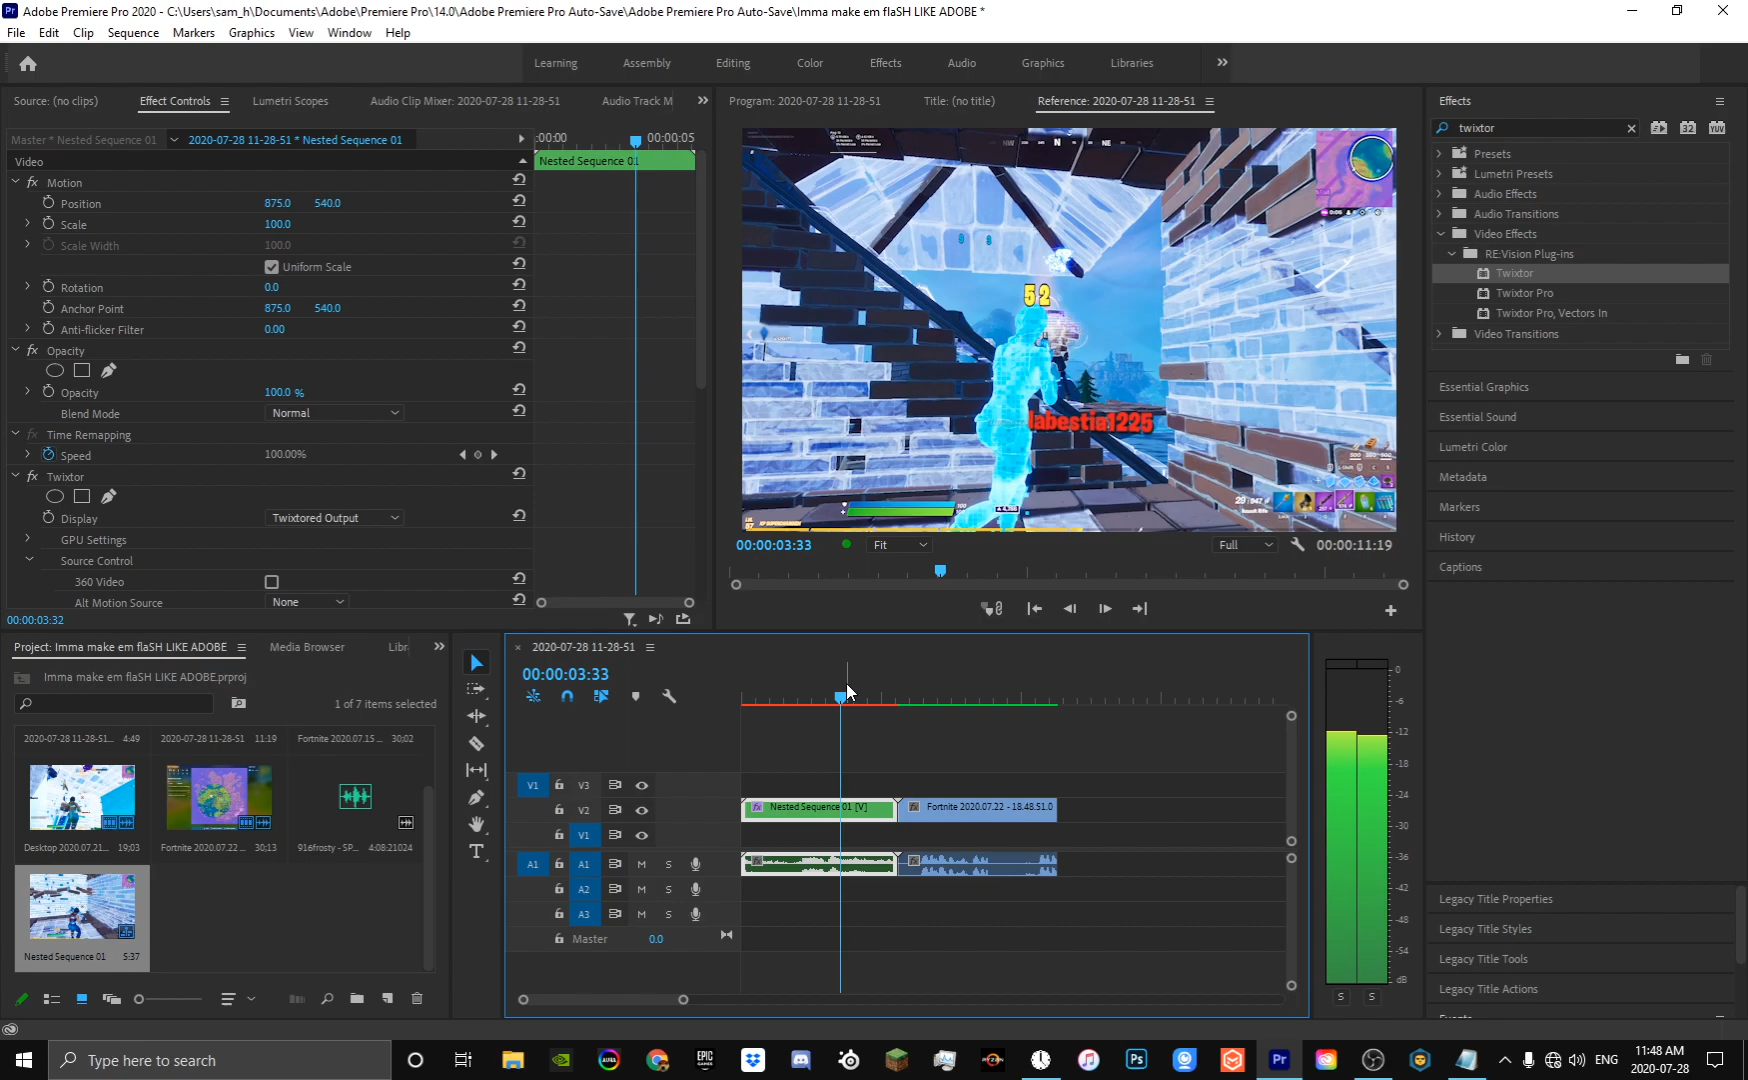 Adobe Premiere Pro 2020 - C:\Users\sam_h\Documents\Adobe\Premiere Pro\14.0\Adobe Premiere Pro Auto-Save\Adobe Premiere Pro Auto-Save\Imma make em flaSH LIKE ADOBE *
File Edit Clip Sequence Markers Graphics View Window Help
Learning Assembly Editing Color Effects Audio Graphics Libraries
Source: (no clips) Effect Controls Lumetri Scopes Audio Clip Mixer: 2020-07-28 11-28-51 Audio Track M
Master * Nested Sequence 01 2020-07-28 11-28-51 * Nested Sequence 01
:00:00 00:00:05
Video
Nested Sequence 01
fx Motion
Position 875.0 540.0
Scale 100.0
Scale Width 100.0
Uniform Scale
Rotation 0.0
Anchor Point 875.0 540.0
Anti-flicker Filter 0.00
fx Opacity
Opacity 100.0 %
Blend Mode Normal
fx Time Remapping
Speed 100.00%
fx Twixtor
Display Twixtored Output
GPU Settings
Source Control
360 Video
Alt Motion Source None
00:00:03:32
Program: 2020-07-28 11-28-51 Title: (no title) Reference: 2020-07-28 11-28-51
NW N NE
52
labestia1225
00:00:03:33 Fit Full 00:00:11:19
Effects
twixtor
32 YUV
Presets
Lumetri Presets
Audio Effects
Audio Transitions
Video Effects
RE:Vision Plug-ins
Twixtor
Twixtor Pro
Twixtor Pro, Vectors In
Video Transitions
Essential Graphics
Essential Sound
Lumetri Color
Metadata
Markers
History
Captions
Legacy Title Properties
Legacy Title Styles
Legacy Title Tools
Legacy Title Actions
Project: Imma make em flaSH LIKE ADOBE Media Browser Libr
Imma make em flaSH LIKE ADOBE.prproj
1 of 7 items selected
2020-07-28 11-28-51... 4:49 2020-07-28 11-28-51 11:19 Fortnite 2020.07.15 ... 30;02
Desktop 2020.07.21... 19;03 Fortnite 2020.07.22 ... 30;13 916frosty - SP... 4:08:21024
Nested Sequence 01 5:37
2020-07-28 11-28-51
00:00:03:33
V1 V3
V2 Nested Sequence 01 [V] Fortnite 2020.07.22 - 18.48.51.0
V1
A1 A1 M S
A2 M S
A3 M S
Master 0.0
0
-6
-12
-18
-24
-30
-36
-42
-48
-54
dB
S S
Type here to search
ENG
11:48 AM
2020-07-28